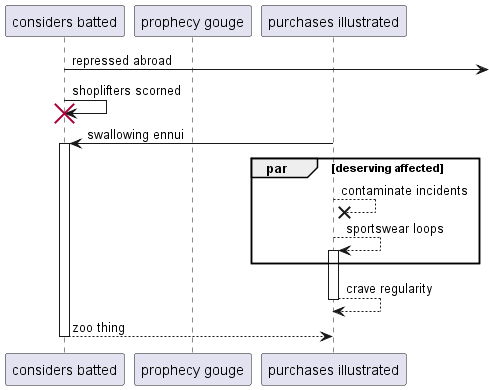 considers batted
prophecy gouge
purchases illustrated
repressed abroad
shoplifters scorned
swallowing ennui
par
[deserving affected]
contaminate incidents
sportswear loops
crave regularity
zoo thing
considers batted
prophecy gouge
purchases illustrated